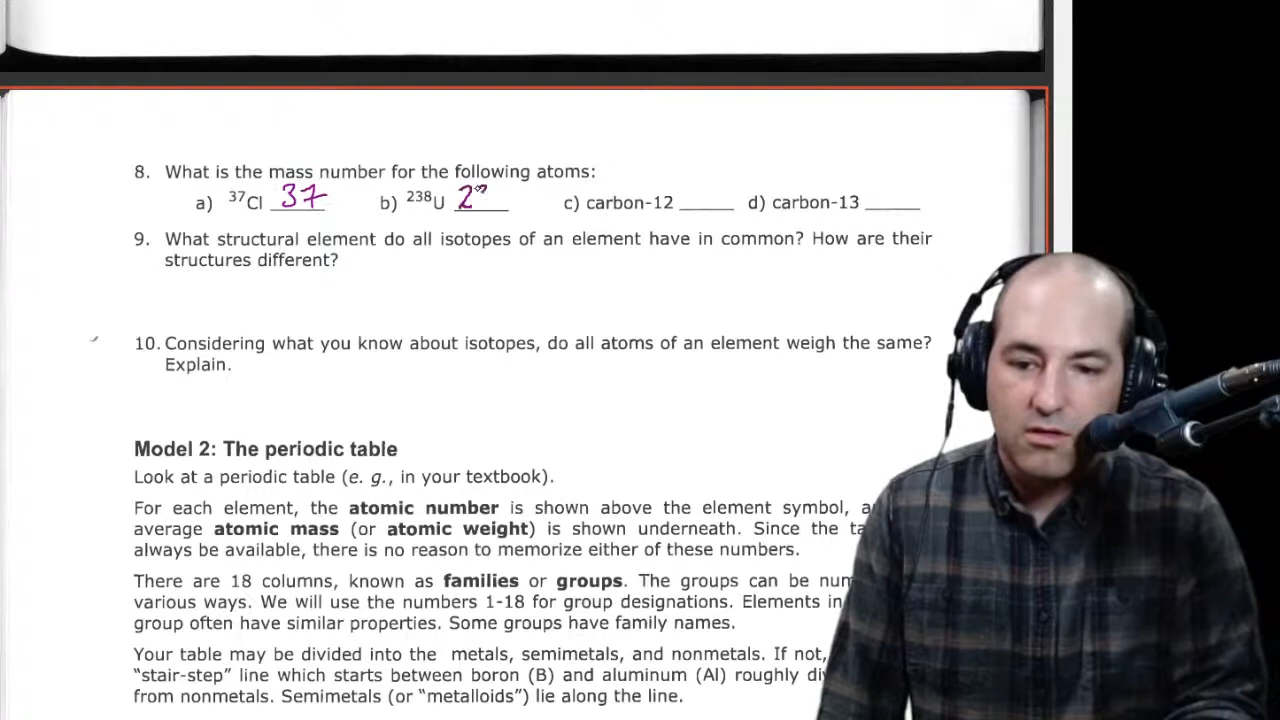 8. What is the mass number for the following atoms:
a) ³⁷Cl 37 b) ²³⁸U 2 c) carbon-12 _____ d) carbon-13 _____
9. What structural element do all isotopes of an element have in common? How are their
structures different?
10. Considering what you know about isotopes, do all atoms of an element weigh the same?
Explain.
Model 2: The periodic table
Look at a periodic table (e. g., in your textbook).
For each element, the atomic number is shown above the element symbol,
average atomic mass (or atomic weight) is shown underneath. Since the
always be available, there is no reason to memorize either of these numbers.
There are 18 columns, known as families or groups. The groups can be
various ways. We will use the numbers 1-18 for group designations. Elements in
group often have similar properties. Some groups have family names.
Your table may be divided into the metals, semimetals, and nonmetals. If not,
"stair-step" line which starts between boron (B) and aluminum (Al) roughly
from nonmetals. Semimetals (or "metalloids") lie along the line.